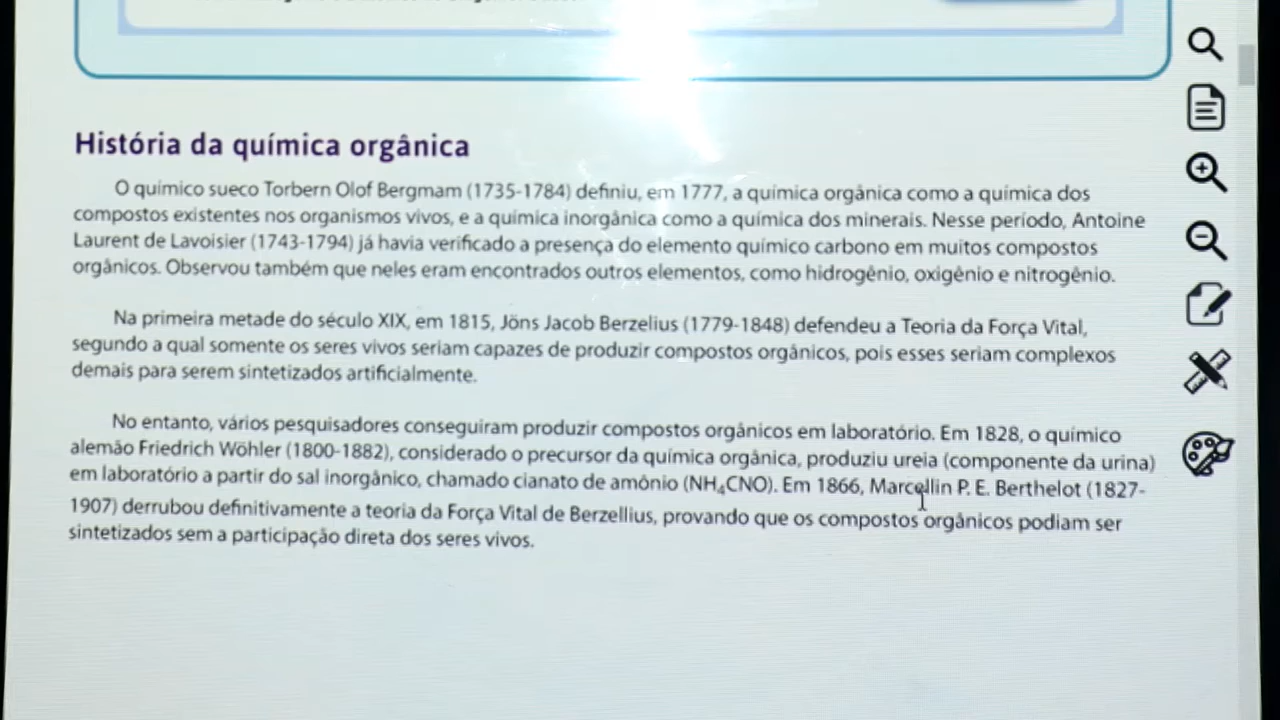 História da química orgânica
O químico sueco Torbern Olof Bergmam (1735-1784) definiu, em 1777, a química orgânica como a química dos
compostos existentes nos organismos vivos, e a química inorgânica como a química dos minerais. Nesse período, Antoine
Laurent de Lavoisier (1743-1794) já havia verificado a presença do elemento químico carbono em muitos compostos
orgânicos. Observou também que neles eram encontrados outros elementos, como hidrogênio, oxigênio e nitrogênio.
Na primeira metade do século XIX, em 1815, Jöns Jacob Berzelius (1779-1848) defendeu a Teoria da Força Vital,
segundo a qual somente os seres vivos seriam capazes de produzir compostos orgânicos, pois esses seriam complexos
demais para serem sintetizados artificialmente.
No entanto, vários pesquisadores conseguiram produzir compostos orgânicos em laboratório. Em 1828, o químico
alemão Friedrich Wöhler (1800-1882), considerado o precursor da química orgânica, produziu ureia (componente da urina)
em laboratório a partir do sal inorgânico, chamado cianato de amônio (NH₄CNO). Em 1866, Marcellin P. E. Berthelot (1827-
1907) derrubou definitivamente a teoria da Força Vital de Berzellius, provando que os compostos orgânicos podiam ser
sintetizados sem a participação direta dos seres vivos.